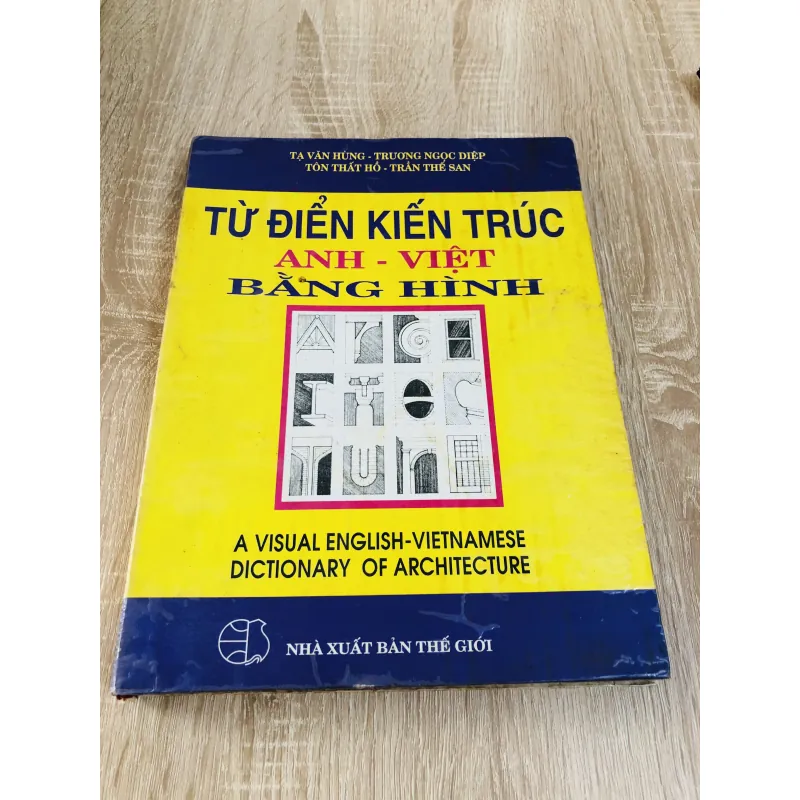 TẠ VĂN HÙNG - TRƯƠNG NGỌC DIỆP
TÔN THẤT HỒ - TRẦN THẾ SAN
TỪ ĐIỂN KIẾN TRÚC
ANH - VIỆT
BẰNG HÌNH
A VISUAL ENGLISH-VIETNAMESE
DICTIONARY OF ARCHITECTURE
NHÀ XUẤT BẢN THẾ GIỚI